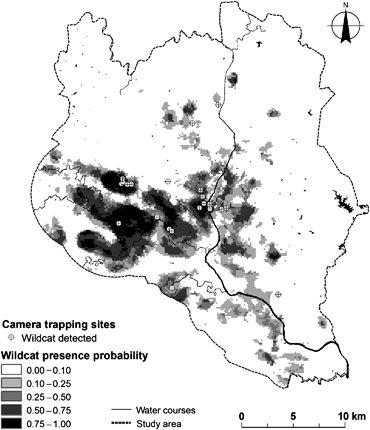 N
Camera trapping sites
Wildcat detected
Wildcat presence probability
0.00–0.10
0.10–0.25
0.25–0.50
0.50–0.75
0.75–1.00
Water courses
Study area
0 5 10 km